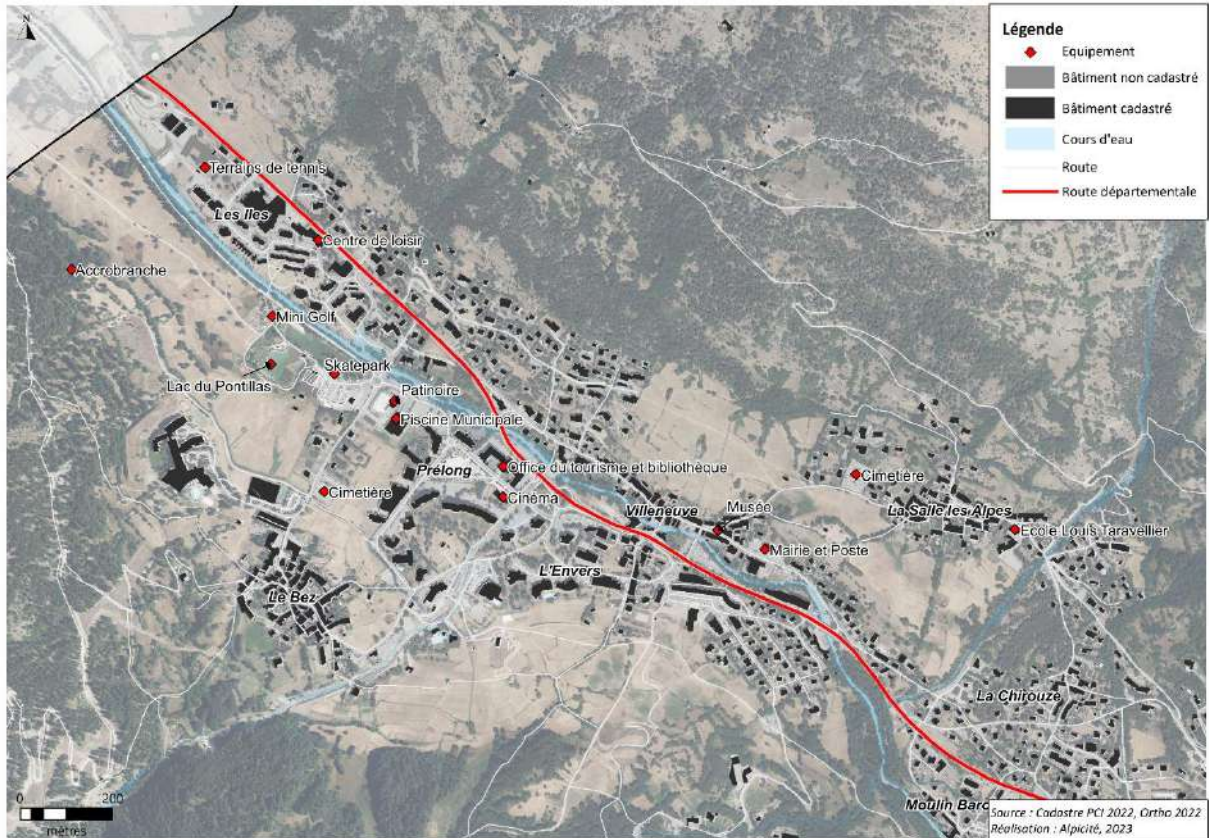 N
Légende
Equipement
Bâtiment non cadastré
Bâtiment cadastré
Cours d'eau
Route
Route départementale
Terrains de tennis
Les Iles
Centre de loisir
Accrobranche
Mini Golf
Lac du Pontillas
Skatepark
Patinoire
Piscine Municipale
Prélong
Office du tourisme et bibliothèque
Cimetière
Cinéma
Villeneuve
Musée
Cimetière
La Salle les Alpes
Ecole Louis Taravellier
Mairie et Poste
L'Envers
Le Bez
La Chirouze
Moulin Baro
0 200
mètres
Source : Cadastre PCI 2022, Ortho 2022
Réalisation : Alpicité, 2023